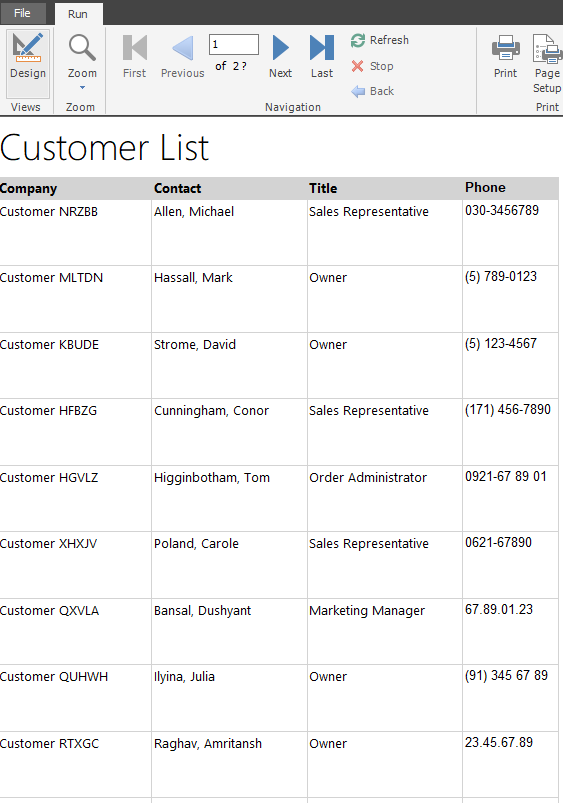 File Run
1
of 2 ?
Refresh
Stop
Back
Design Zoom First Previous Next Last Print Page Setup
Views Zoom Navigation Print
Customer List
Company Contact Title Phone
Customer NRZBB Allen, Michael Sales Representative 030-3456789
Customer MLTDN Hassall, Mark Owner (5) 789-0123
Customer KBUDE Strome, David Owner (5) 123-4567
Customer HFBZG Cunningham, Conor Sales Representative (171) 456-7890
Customer HGVLZ Higginbotham, Tom Order Administrator 0921-67 89 01
Customer XHXJV Poland, Carole Sales Representative 0621-67890
Customer QXVLA Bansal, Dushyant Marketing Manager 67.89.01.23
Customer QUHWH Ilyina, Julia Owner (91) 345 67 89
Customer RTXGC Raghav, Amritansh Owner 23.45.67.89